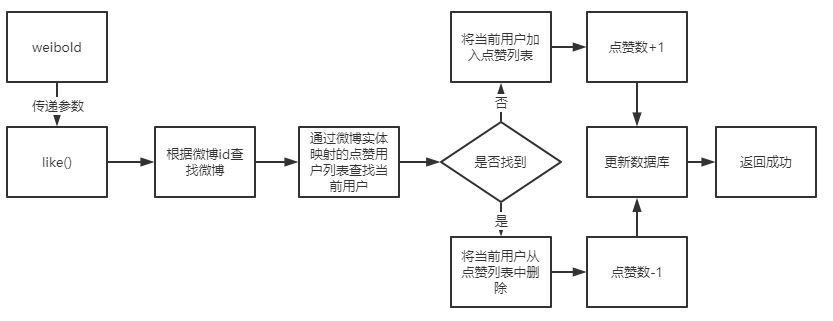 weiboId
传递参数
like()
根据微博id查
找微博
通过微博实体
映射的点赞用
户列表查找当
前用户
是否找到
否
将当前用户加
入点赞列表
点赞数+1
是
将当前用户从
点赞列表中删
除
点赞数-1
更新数据库
返回成功